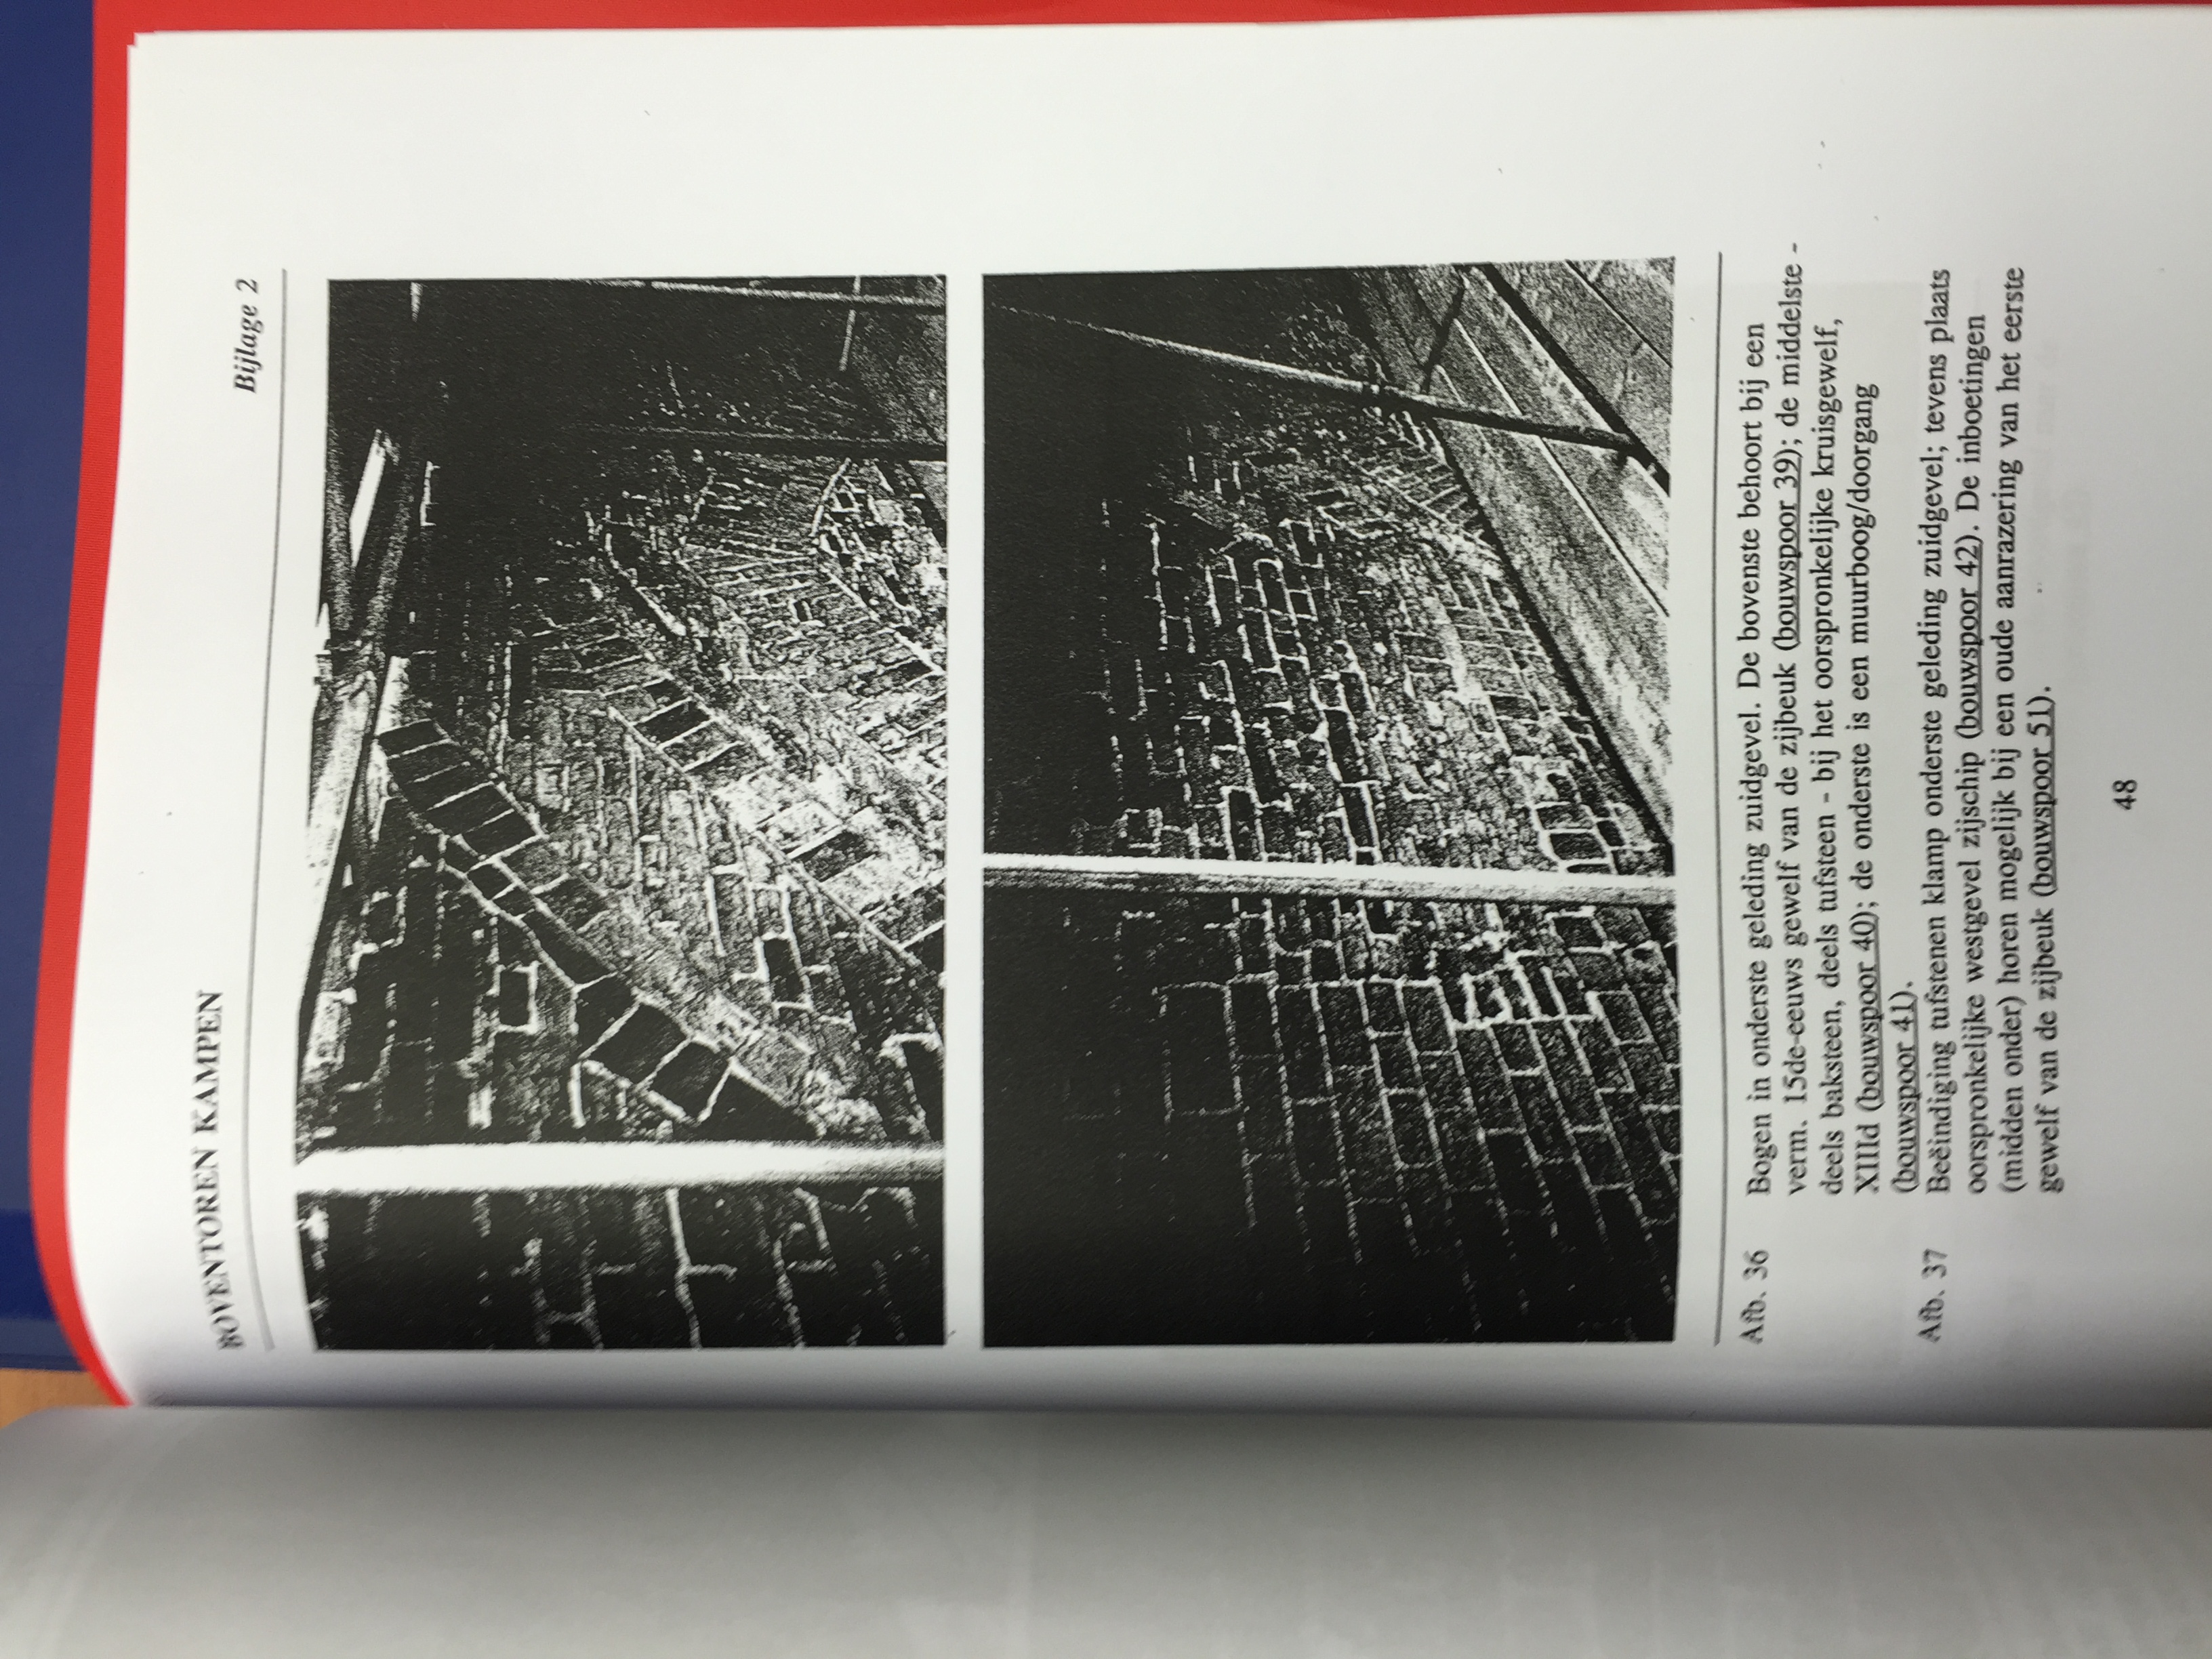 BOVENTOREN KAMPEN
Bijlage 2
Afb. 36 Bogen in onderste geleding zuidgevel. De bovenste behoort bij een
verm. 15de-eeuws gewelf van de zijbeuk (bouwspoor 39); de middelste -
deels baksteen, deels tufsteen - bij het oorspronkelijke kruisgewelf,
XIIId (bouwspoor 40); de onderste is een muurboog/doorgang
(bouwspoor 41).
Afb. 37 Beëindiging tufstenen klamp onderste geleding zuidgevel; tevens plaats
oorspronkelijke westgevel zijschip (bouwspoor 42). De inboetingen
(midden onder) horen mogelijk bij een oude aanrazering van het eerste
gewelf van de zijbeuk (bouwspoor 51).
48